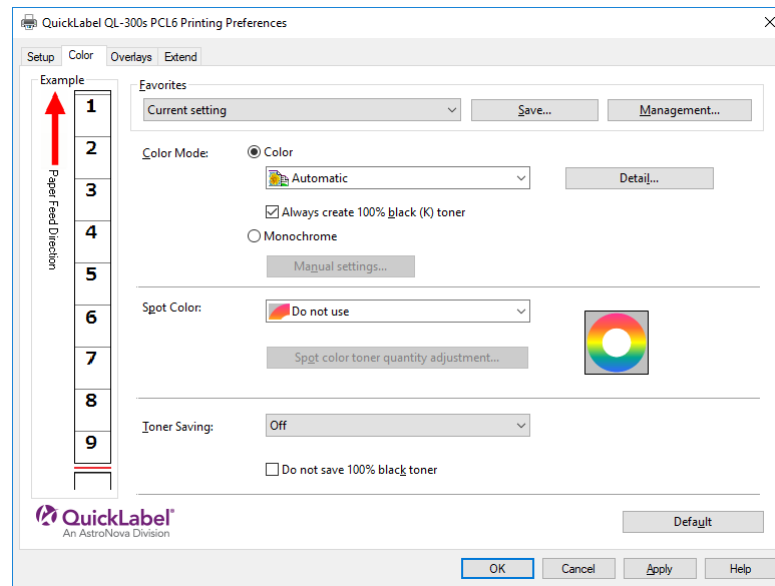 QuickLabel QL-300s PCL6 Printing Preferences
Setup Color Overlays Extend
Example
1
2
3
4
5
6
7
8
9
Paper Feed Direction
Favorites
Current setting Save... Management...
Color Mode: Color
Automatic Detail...
Always create 100% black (K) toner
Monochrome
Manual settings...
Spot Color: Do not use
Spot color toner quantity adjustment...
Toner Saving: Off
Do not save 100% black toner
QuickLabel®
An AstroNova Division
Default
OK Cancel Apply Help